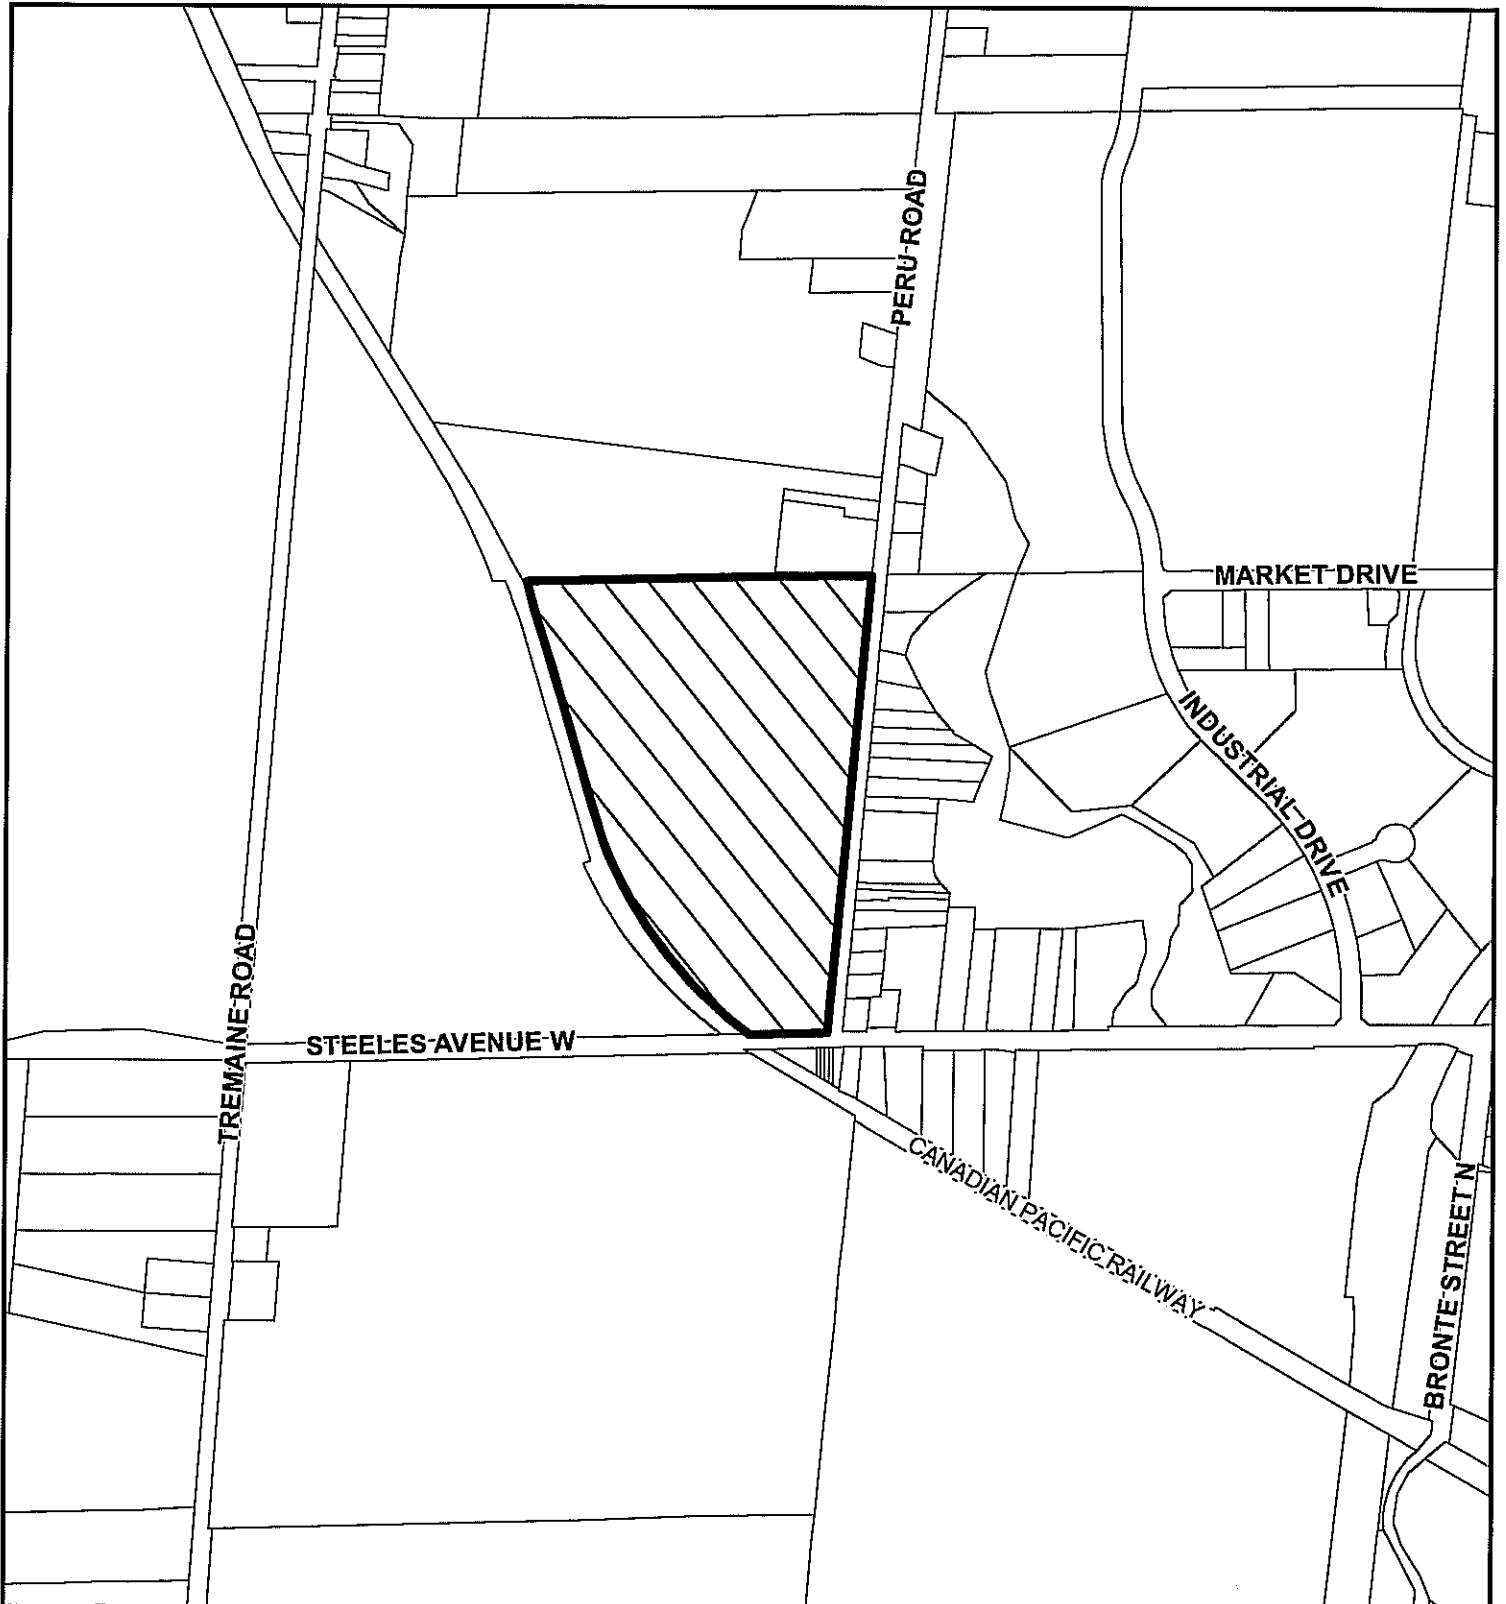 PERU ROAD
MARKET DRIVE
INDUSTRIAL DRIVE
TREMAINE ROAD
STEELES AVENUE W
CANADIAN PACIFIC RAILWAY
BRONTE STREET N